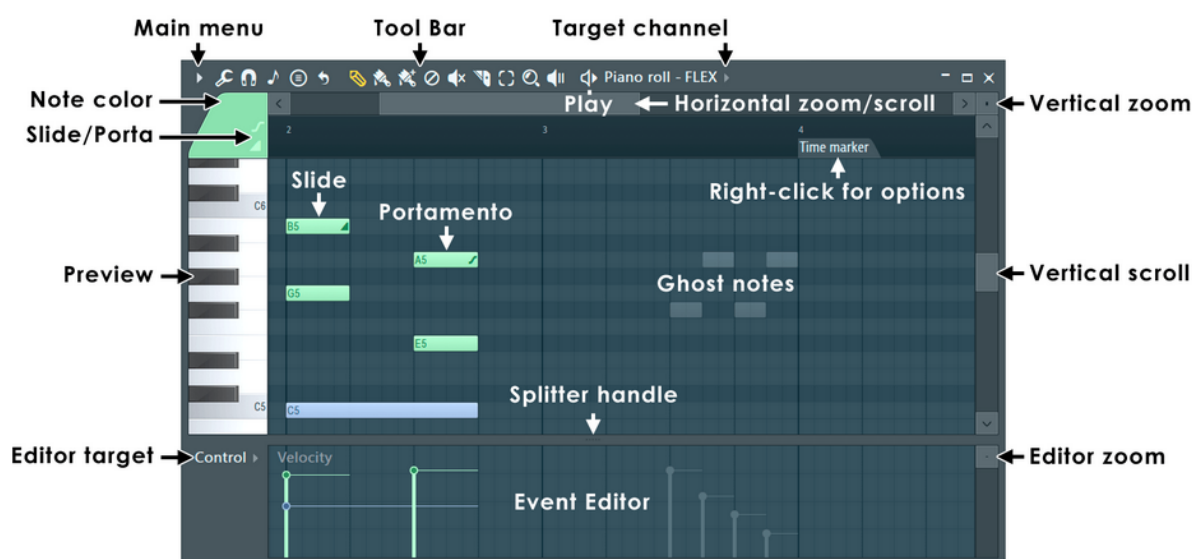 Main menu
Tool Bar
Target channel
Piano roll - FLEX
Note color
Play
Horizontal zoom/scroll
Vertical zoom
Slide/Porta
2
3
4
Time marker
Slide
Right-click for options
C6
Portamento
B5
A5
Preview
Ghost notes
Vertical scroll
G5
E5
Splitter handle
C5
C5
Editor target
Control
Velocity
Editor zoom
Event Editor